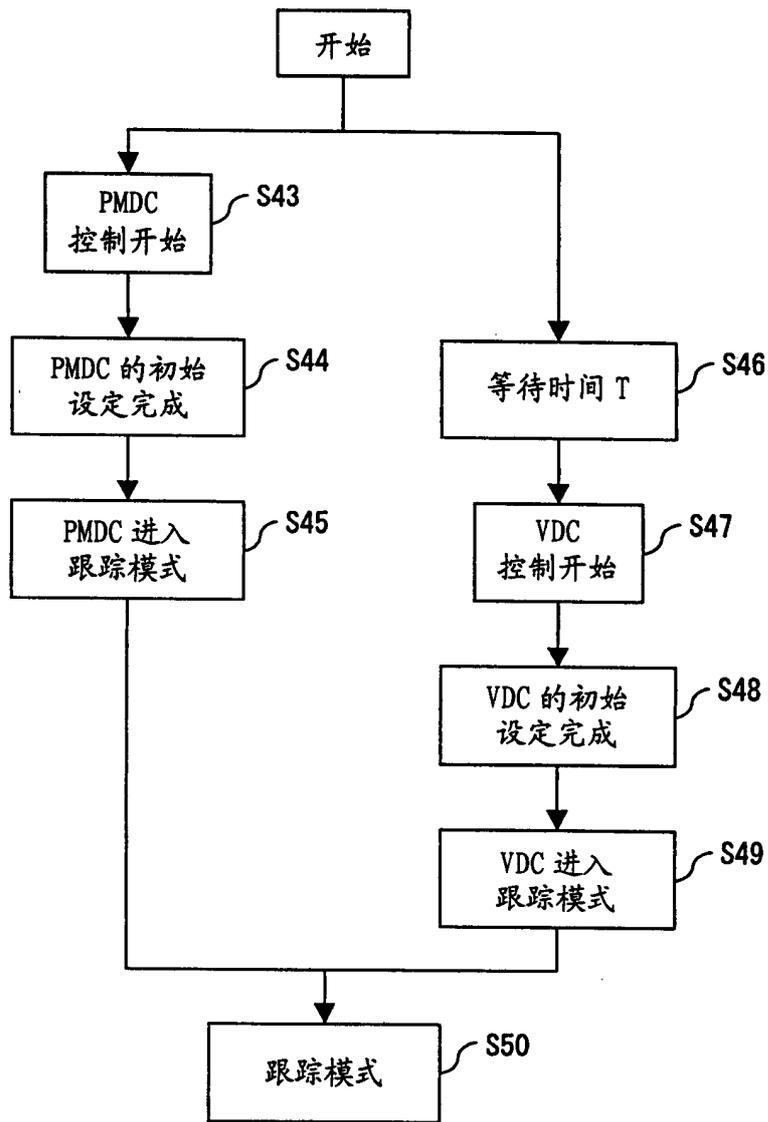 开始
PMDC
控制开始
S43
PMDC 的初始
设定完成
S44
PMDC 进入
跟踪模式
S45
等待时间 T
S46
VDC
控制开始
S47
VDC 的初始
设定完成
S48
VDC 进入
跟踪模式
S49
跟踪模式
S50